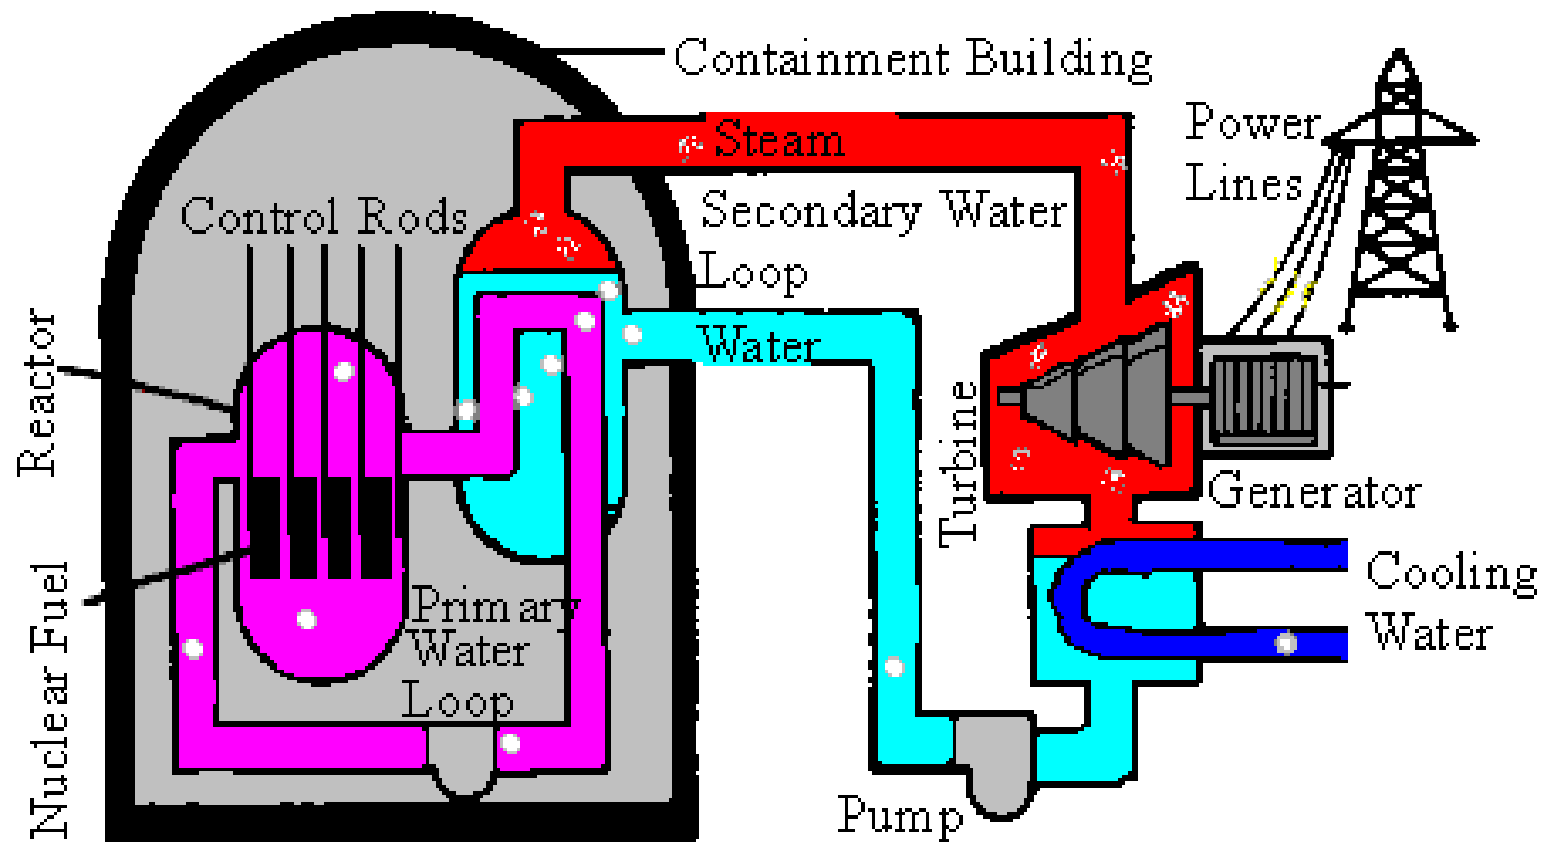 Containment Building
Steam
Power
Lines
Control Rods
Secondary Water
Loop
Water
Reactor
Turbine
Generator
Nuclear Fuel
Primary
Water
Loop
Cooling
Water
Pump